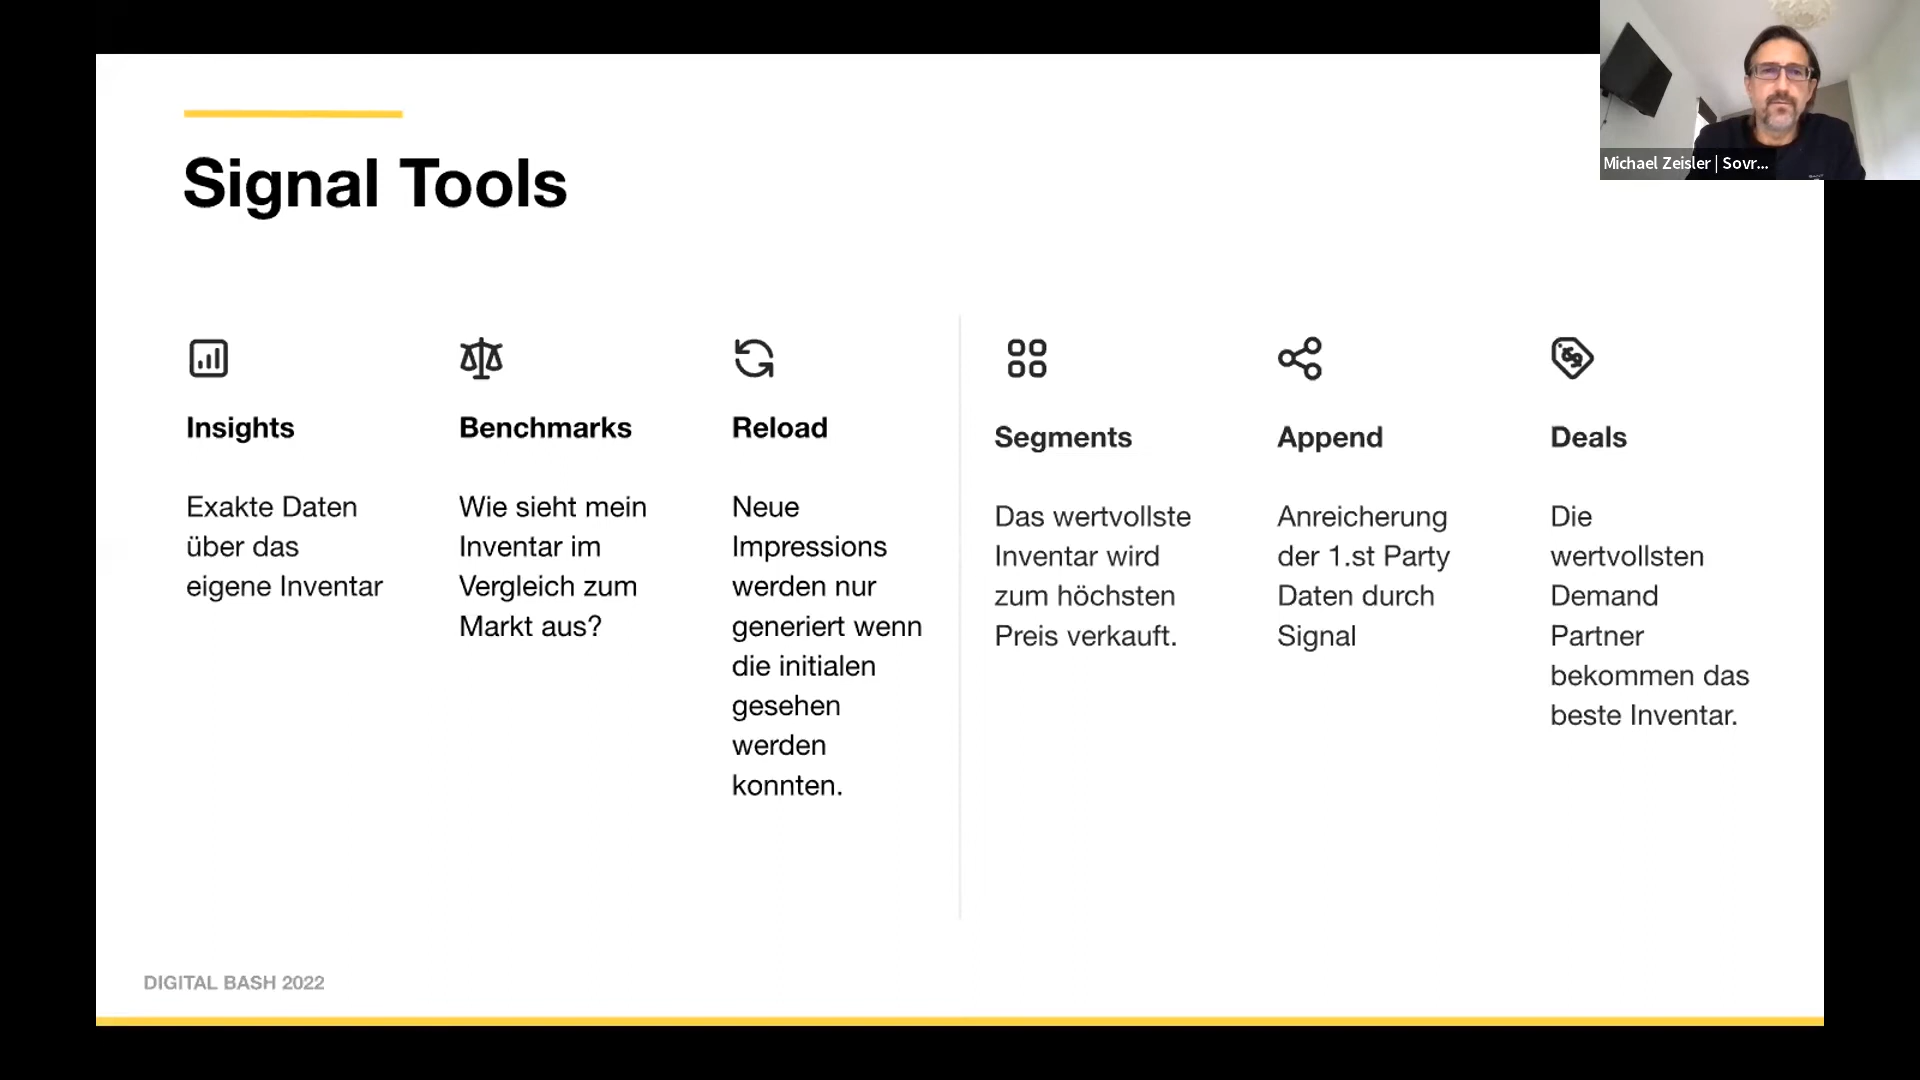 Michael Zeisler | Sovr...
Signal Tools
Insights
Exakte Daten
über das
eigene Inventar
Benchmarks
Wie sieht mein
Inventar im
Vergleich zum
Markt aus?
Reload
Neue
Impressions
werden nur
generiert wenn
die initialen
gesehen
werden
konnten.
Segments
Das wertvollste
Inventar wird
zum höchsten
Preis verkauft.
Append
Anreicherung
der 1.st Party
Daten durch
Signal
Deals
Die
wertvollsten
Demand
Partner
bekommen das
beste Inventar.
DIGITAL BASH 2022